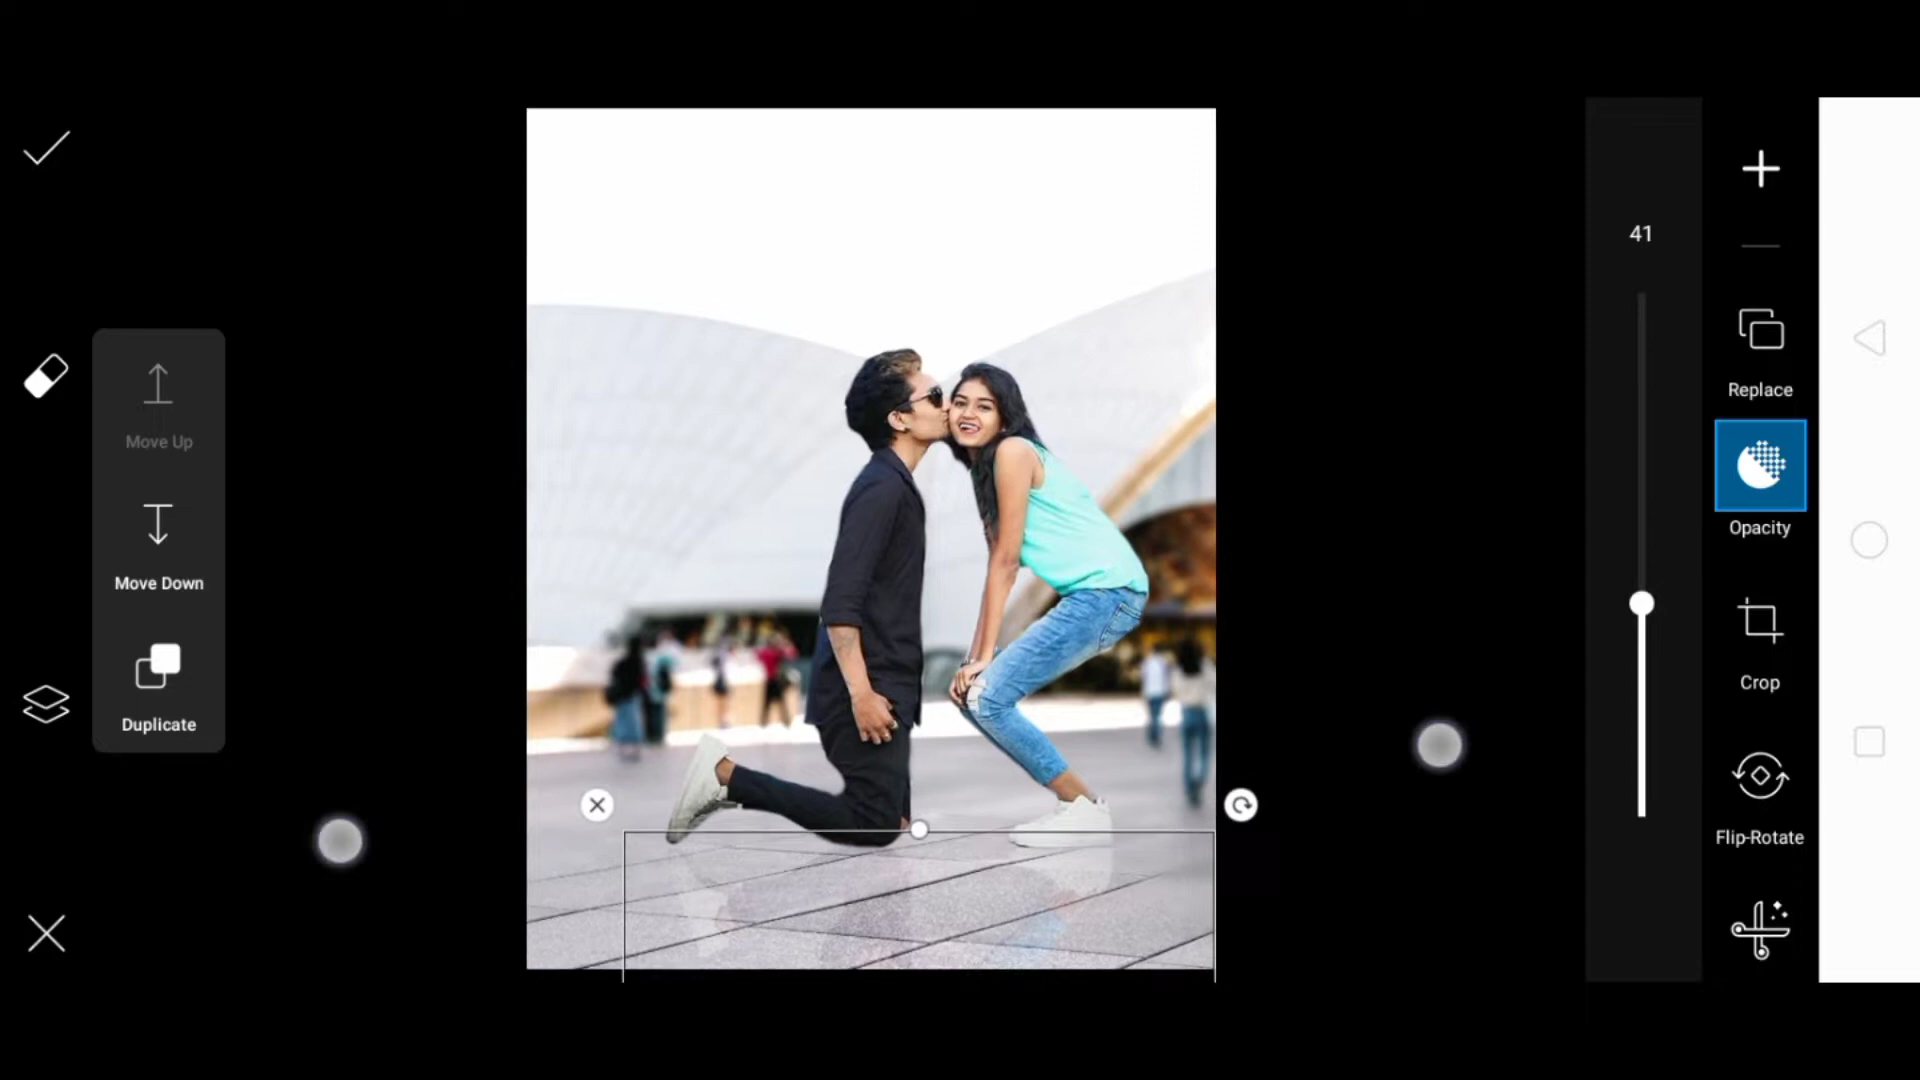 Move Up
Move Down
Duplicate
41
Replace
Opacity
Crop
Flip-Rotate